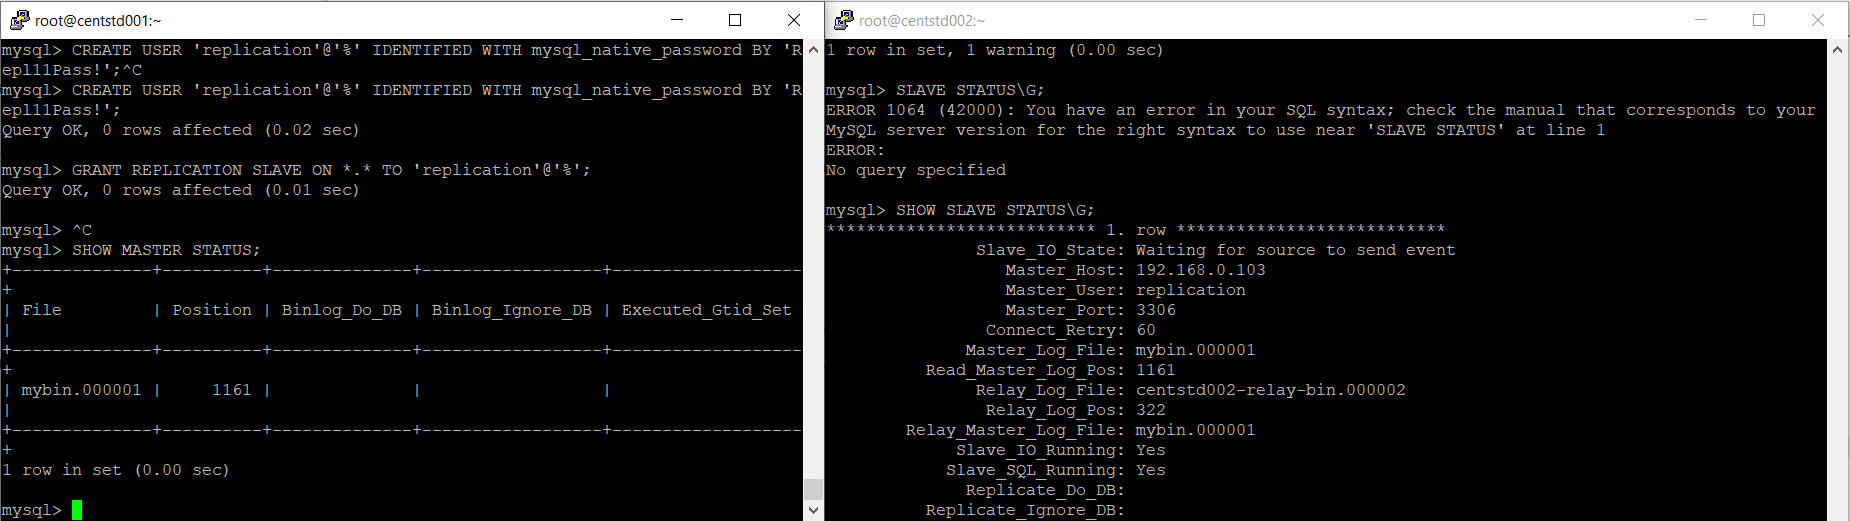 root@centstd001:~
mysql> CREATE USER 'replication'@'%' IDENTIFIED WITH mysql_native_password BY 'R
epl11Pass!';^C
mysql> CREATE USER 'replication'@'%' IDENTIFIED WITH mysql_native_password BY 'R
epl11Pass!';
Query OK, 0 rows affected (0.02 sec)
mysql> GRANT REPLICATION SLAVE ON *.* TO 'replication'@'%';
Query OK, 0 rows affected (0.01 sec)
mysql> ^C
mysql> SHOW MASTER STATUS;
+--------------+----------+--------------+------------------+-------------------
+
| File         | Position | Binlog_Do_DB | Binlog_Ignore_DB | Executed_Gtid_Set
|
+--------------+----------+--------------+------------------+-------------------
+
| mybin.000001 |     1161 |              |                  |
|
+--------------+----------+--------------+------------------+-------------------
+
1 row in set (0.00 sec)
mysql>
root@centstd002:~
1 row in set, 1 warning (0.00 sec)
mysql> SLAVE STATUS\G;
ERROR 1064 (42000): You have an error in your SQL syntax; check the manual that corresponds to your
MySQL server version for the right syntax to use near 'SLAVE STATUS' at line 1
ERROR:
No query specified
mysql> SHOW SLAVE STATUS\G;
*************************** 1. row ***************************
Slave_IO_State: Waiting for source to send event
Master_Host: 192.168.0.103
Master_User: replication
Master_Port: 3306
Connect_Retry: 60
Master_Log_File: mybin.000001
Read_Master_Log_Pos: 1161
Relay_Log_File: centstd002-relay-bin.000002
Relay_Log_Pos: 322
Relay_Master_Log_File: mybin.000001
Slave_IO_Running: Yes
Slave_SQL_Running: Yes
Replicate_Do_DB:
Replicate_Ignore_DB: